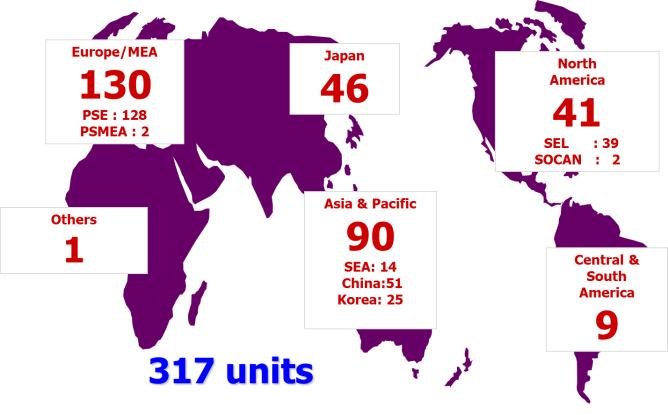 Europe/MEA
130
PSE : 128
PSMEA : 2
Japan
46
North
America
41
SEL : 39
SOCAN : 2
Others
1
Asia & Pacific
90
SEA: 14
China:51
Korea: 25
Central &
South
America
9
317 units